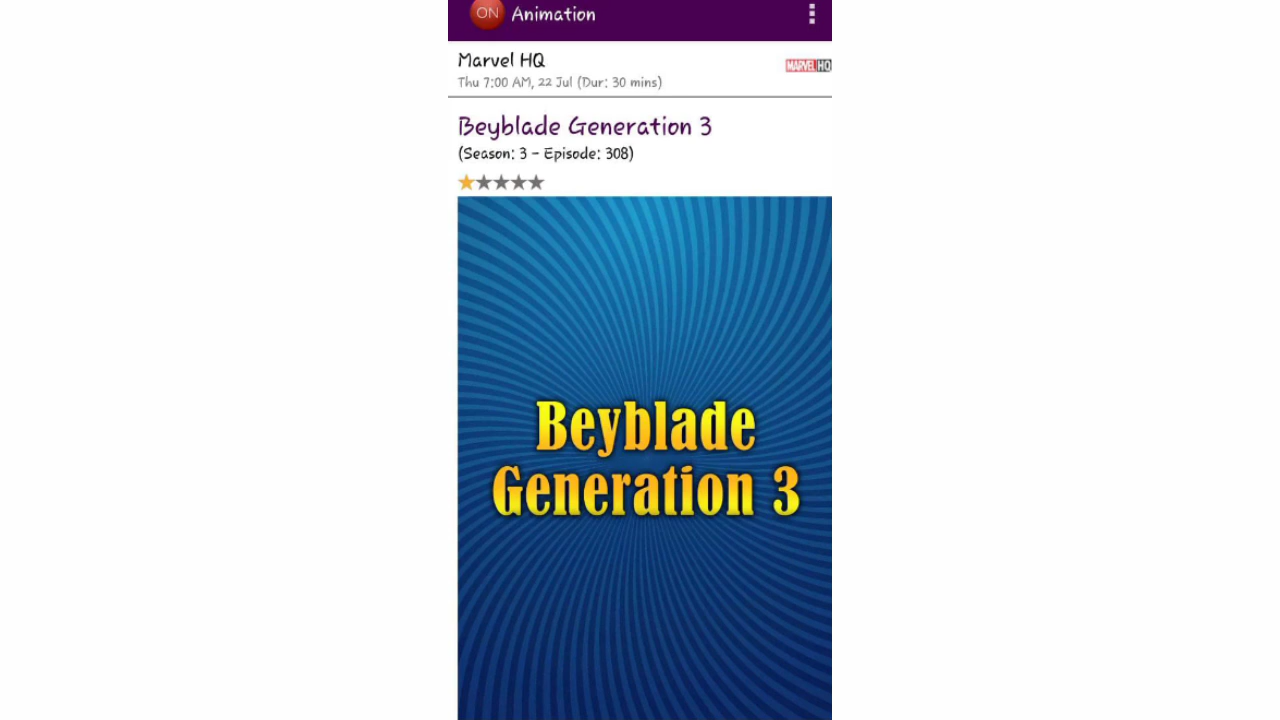 ON Animation
Marvel HQ
MARVEL HQ
Thu 7:00 AM, 22 Jul (Dur: 30 mins)
Beyblade Generation 3
(Season: 3 - Episode: 308)
Beyblade
Generation 3